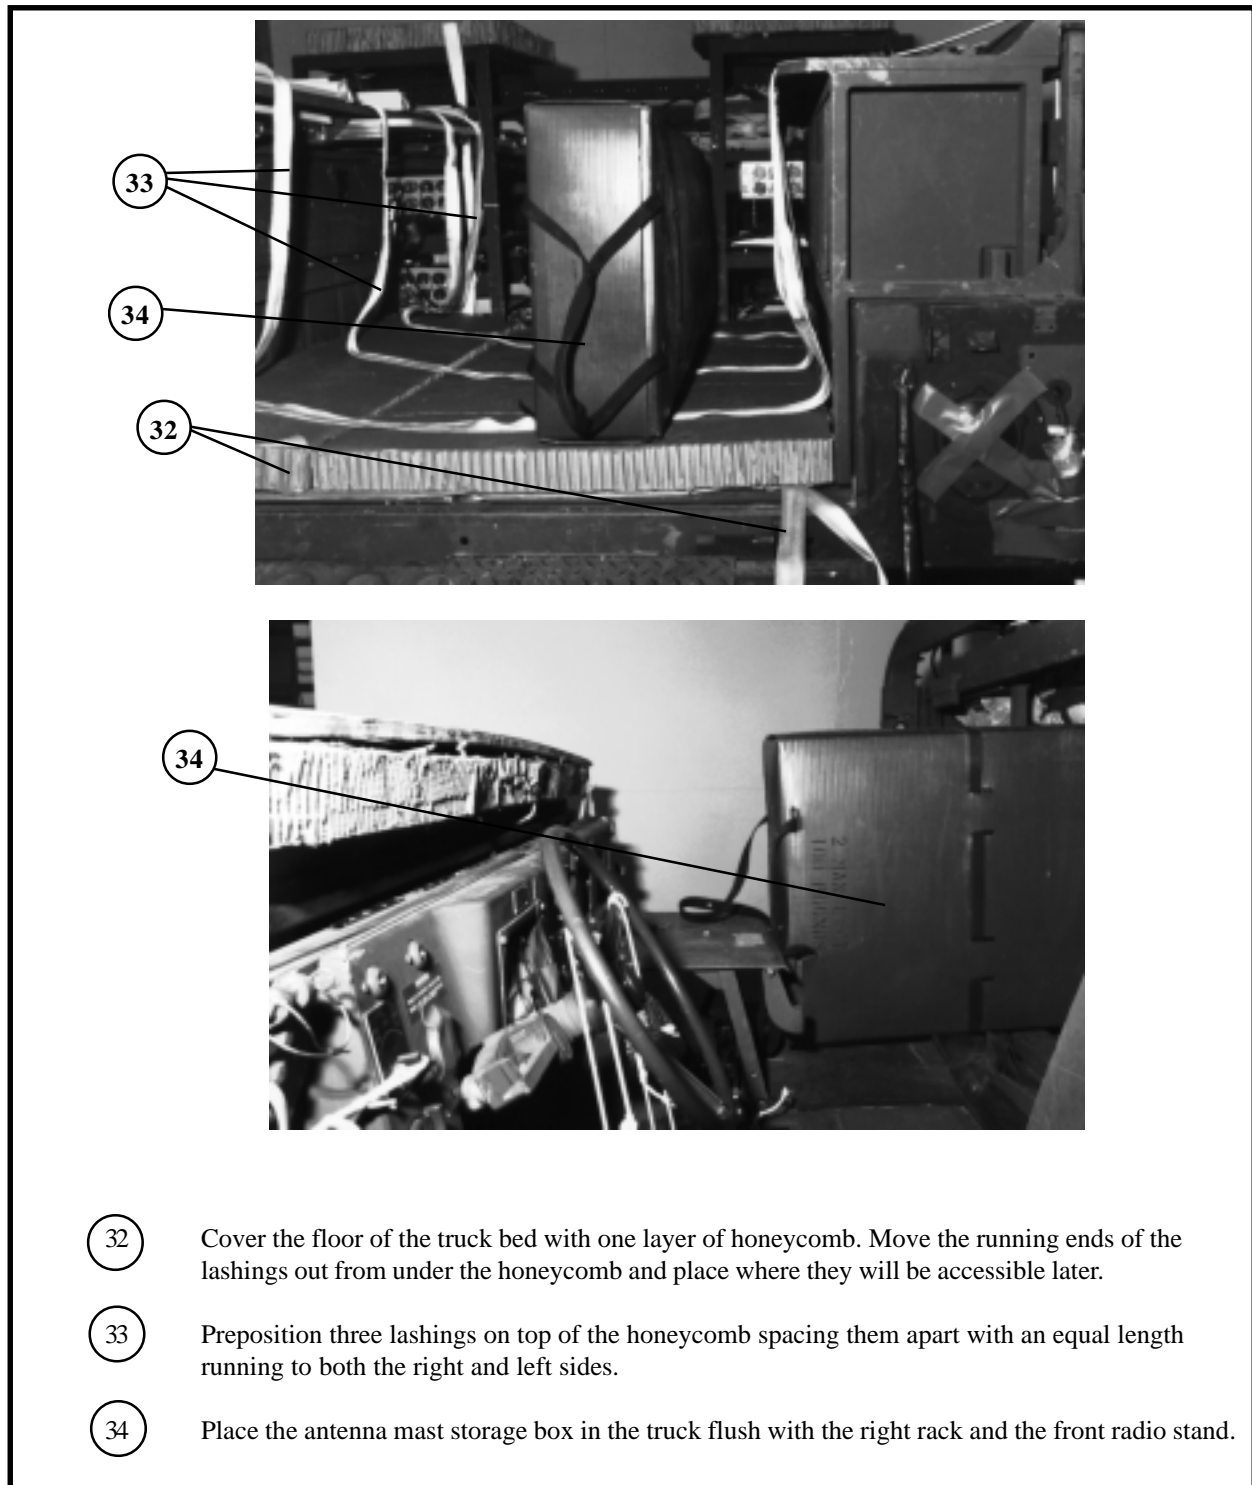 33
34
32
34
32 Cover the floor of the truck bed with one layer of honeycomb. Move the running ends of the
lashings out from under the honeycomb and place where they will be accessible later.
33 Preposition three lashings on top of the honeycomb spacing them apart with an equal length
running to both the right and left sides.
34 Place the antenna mast storage box in the truck flush with the right rack and the front radio stand.